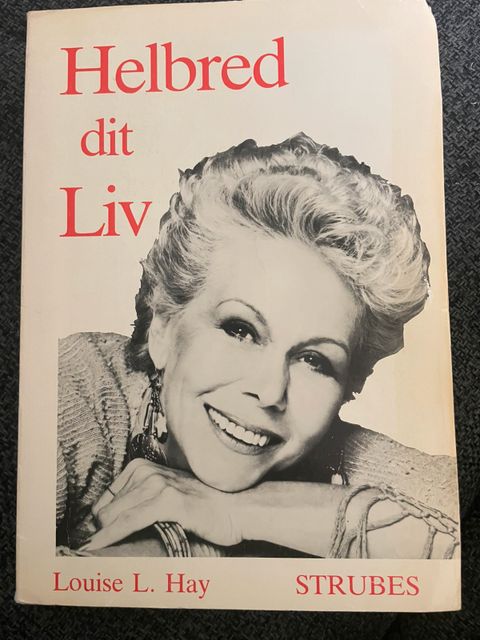 Helbred
dit
Liv
Louise L. Hay STRUBES